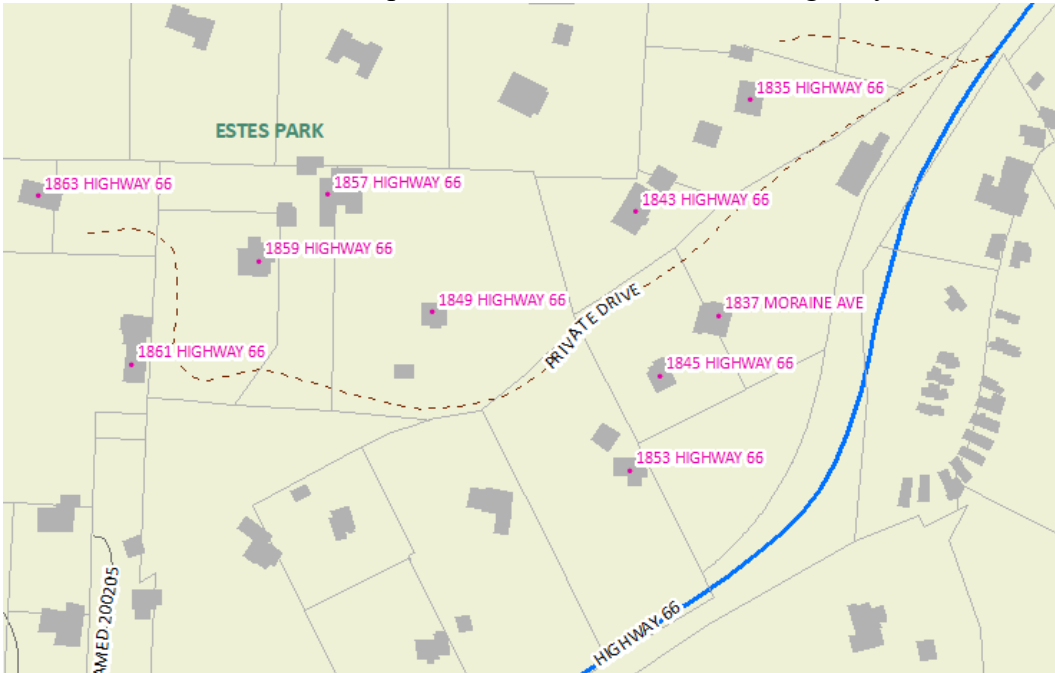 1835 HIGHWAY 66
ESTES PARK
1863 HIGHWAY 66
1857 HIGHWAY 66
1843 HIGHWAY 66
1859 HIGHWAY 66
1849 HIGHWAY 66
PRIVATE DRIVE
1837 MORAINE AVE
1861 HIGHWAY 66
1845 HIGHWAY 66
1853 HIGHWAY 66
AMED 200205
HIGHWAY 66